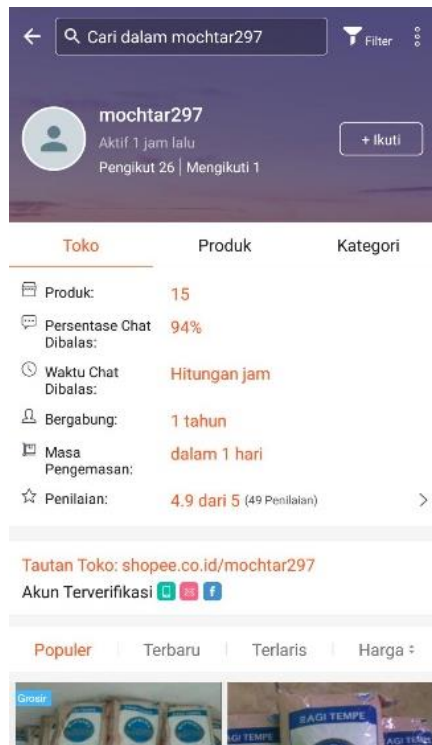 Cari dalam mochtar297
Filter
mochtar297
Aktif 1 jam lalu
+ Ikuti
Pengikut 26 | Mengikuti 1
Toko Produk Kategori
Produk: 15
Persentase Chat Dibalas: 94%
Waktu Chat Dibalas: Hitungan jam
Bergabung: 1 tahun
Masa Pengemasan: dalam 1 hari
Penilaian: 4.9 dari 5 (49 Penilaian)
Tautan Toko: shopee.co.id/mochtar297
Akun Terverifikasi
Populer Terbaru Terlaris Harga
Grosir
RAGI TEMPE